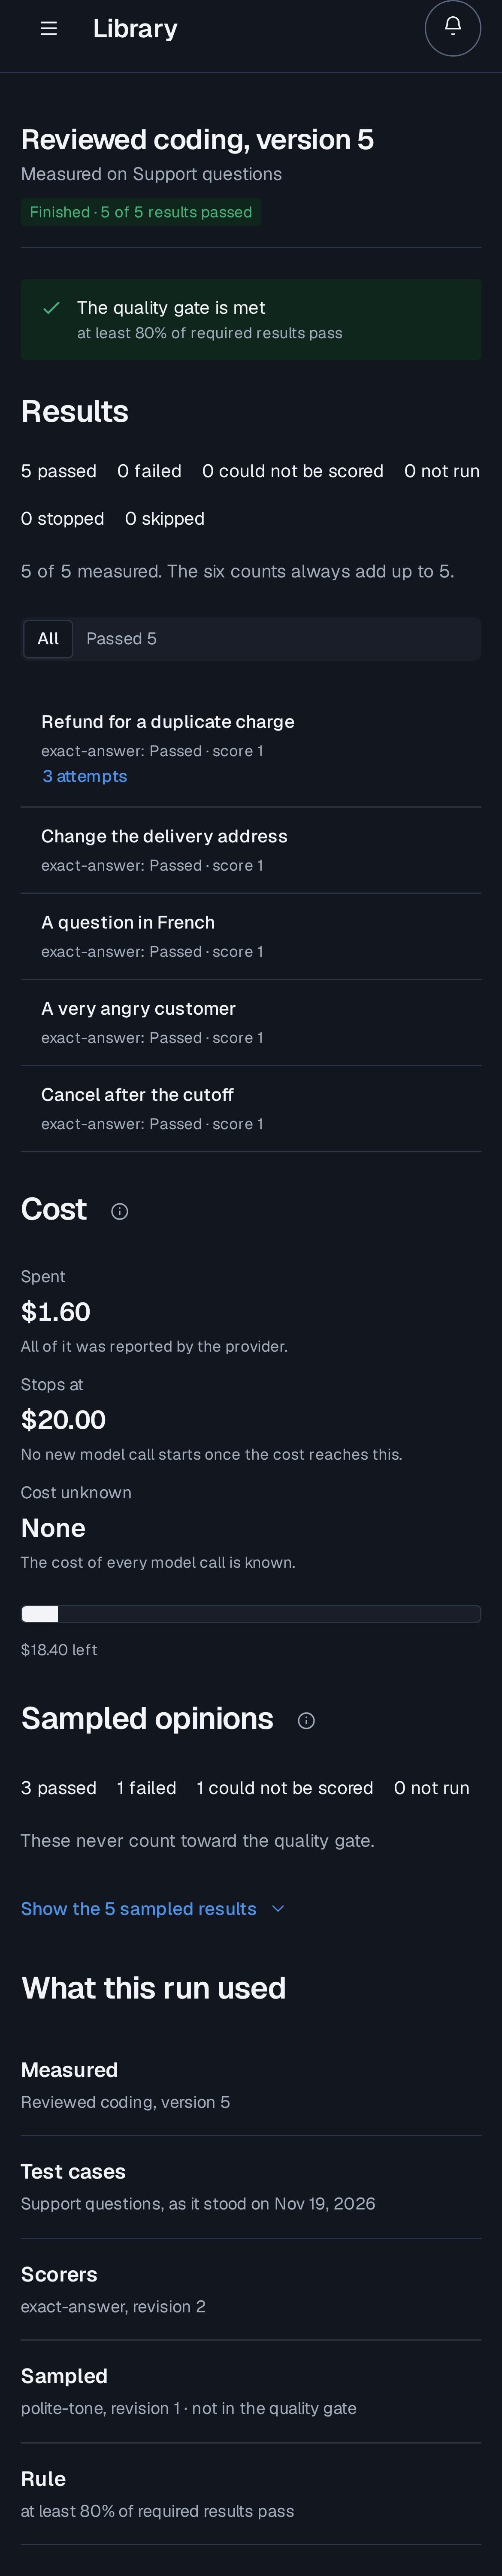 Library
Reviewed coding, version 5
Measured on Support questions
Finished · 5 of 5 results passed
The quality gate is met
at least 80% of required results pass
Results
5 passed 0 failed 0 could not be scored 0 not run
0 stopped 0 skipped
5 of 5 measured. The six counts always add up to 5.
All Passed 5
Refund for a duplicate charge
exact-answer: Passed · score 1
3 attempts
Change the delivery address
exact-answer: Passed · score 1
A question in French
exact-answer: Passed · score 1
A very angry customer
exact-answer: Passed · score 1
Cancel after the cutoff
exact-answer: Passed · score 1
Cost
Spent
$1.60
All of it was reported by the provider.
Stops at
$20.00
No new model call starts once the cost reaches this.
Cost unknown
None
The cost of every model call is known.
$18.40 left
Sampled opinions
3 passed 1 failed 1 could not be scored 0 not run
These never count toward the quality gate.
Show the 5 sampled results
What this run used
Measured
Reviewed coding, version 5
Test cases
Support questions, as it stood on Nov 19, 2026
Scorers
exact-answer, revision 2
Sampled
polite-tone, revision 1 · not in the quality gate
Rule
at least 80% of required results pass